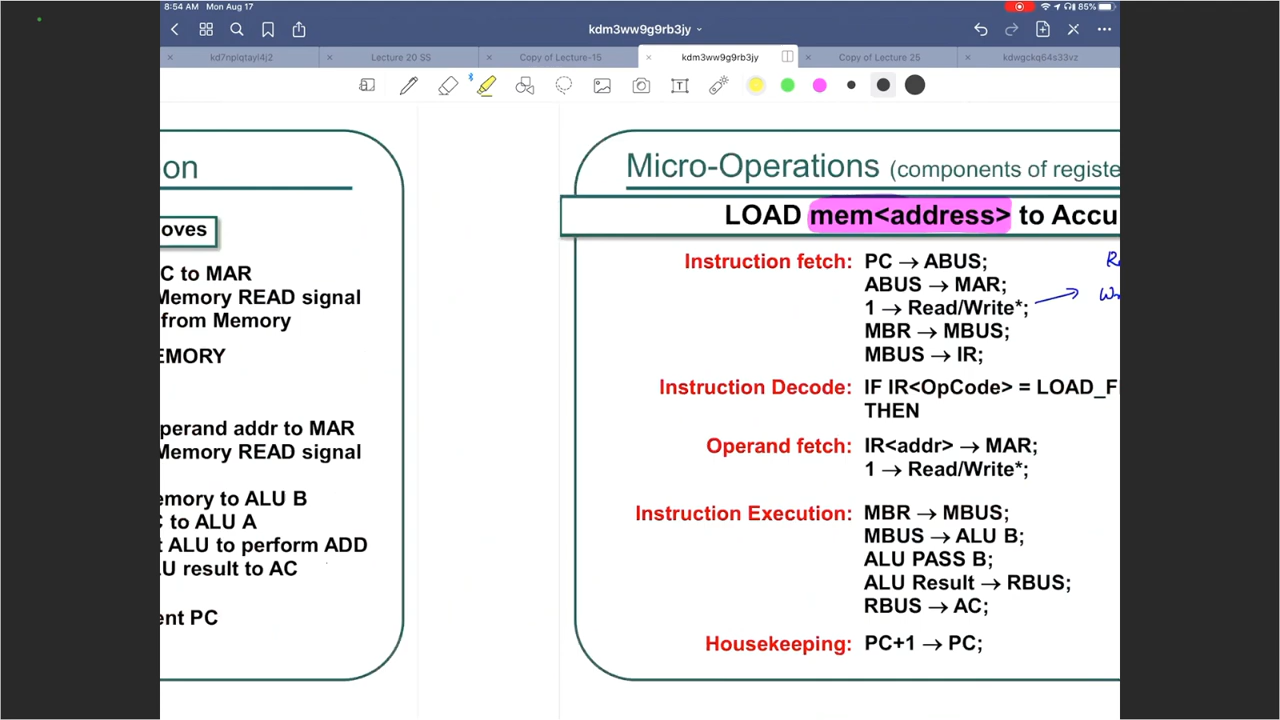 8:54 AM Mon Aug 17
85%
kdm3ww9g9rb3jy
kd7nplqtayl4j2
Lecture 20 SS
Copy of Lecture-15
kdm3ww9g9rb3jy
Copy of Lecture 25
kdwgckq64s33vz
on
oves
C to MAR
Memory READ signal
from Memory
EMORY
perand addr to MAR
Memory READ signal
emory to ALU B
C to ALU A
t ALU to perform ADD
U result to AC
ent PC
Micro-Operations (components of registe
LOAD mem<address> to Accu
Instruction fetch: PC → ABUS;
ABUS → MAR;
1 → Read/Write*;
MBR → MBUS;
MBUS → IR;
Instruction Decode: IF IR<OpCode> = LOAD_F
THEN
Operand fetch: IR<addr> → MAR;
1 → Read/Write*;
Instruction Execution: MBR → MBUS;
MBUS → ALU B;
ALU PASS B;
ALU Result → RBUS;
RBUS → AC;
Housekeeping: PC+1 → PC;